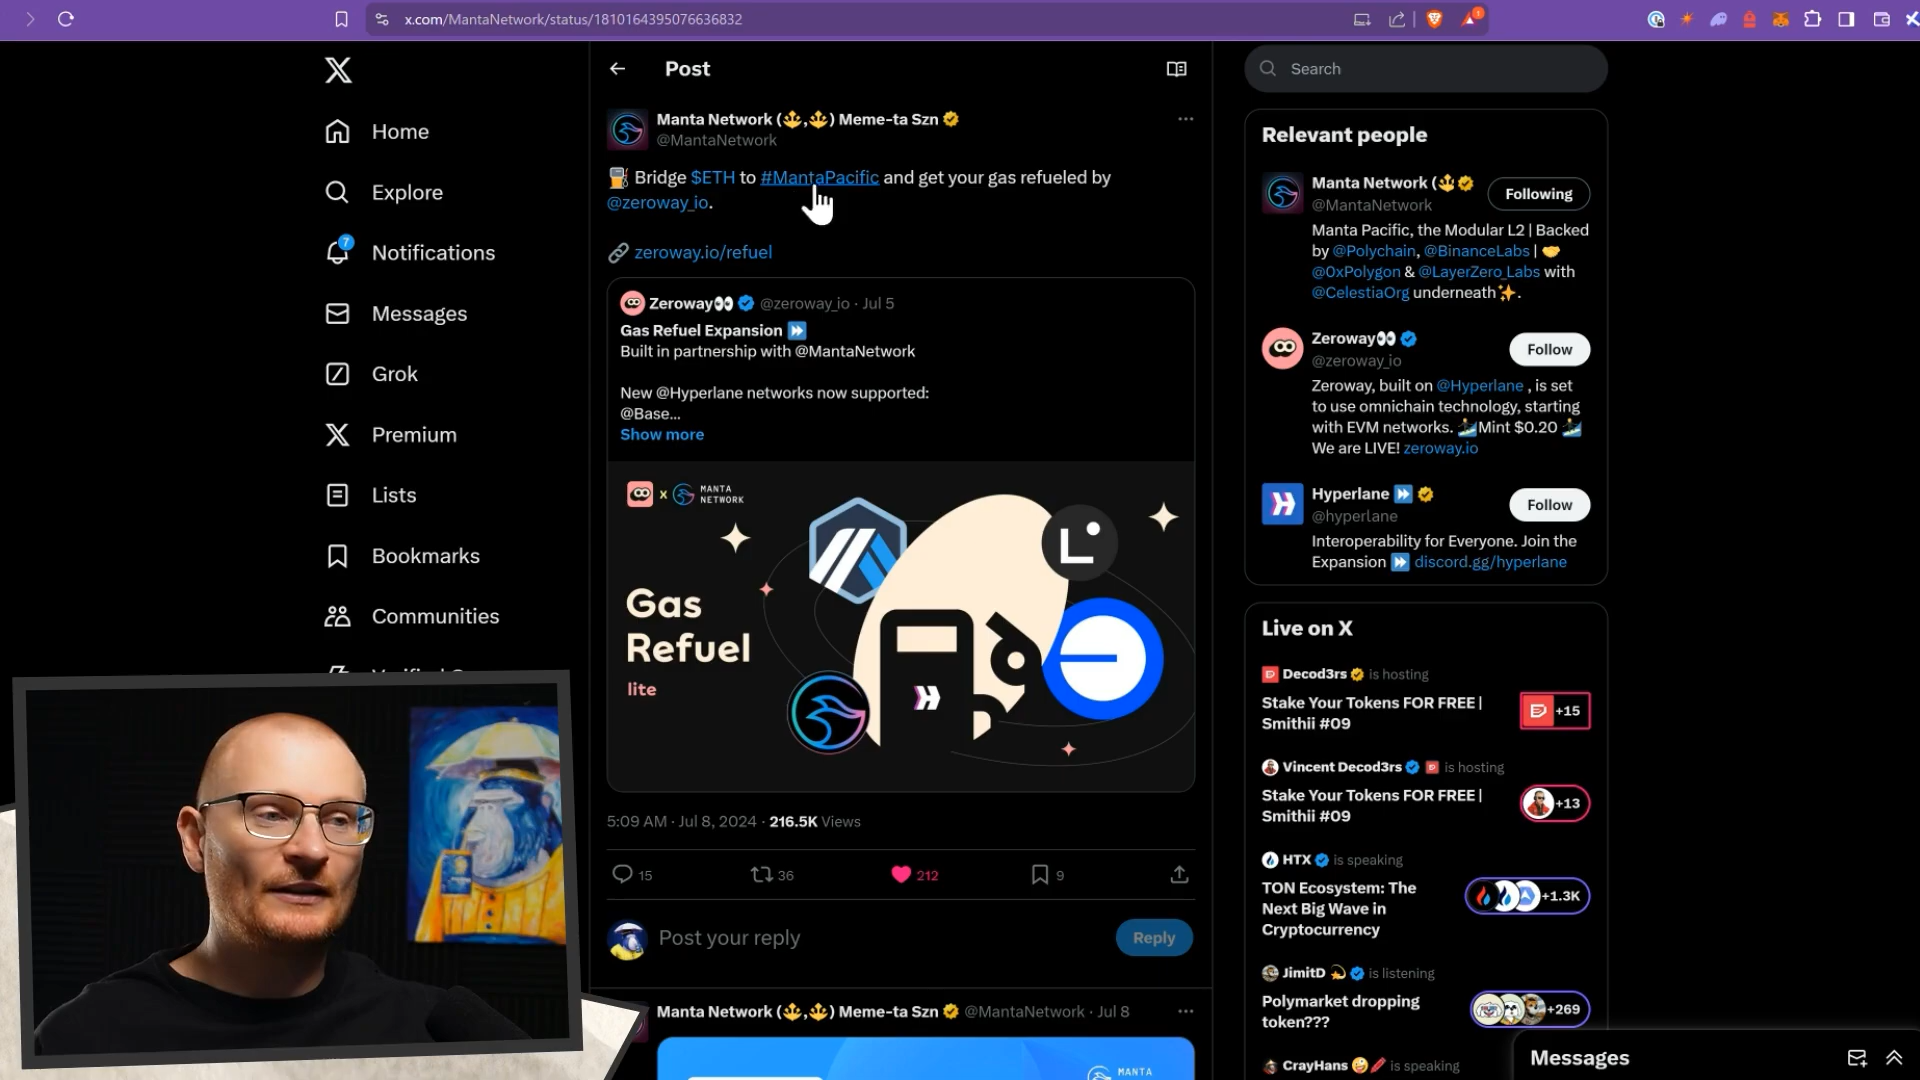 x.com/MantaNetwork/status/1810164395076636832
1
Home
Explore
7
Notifications
Messages
Grok
Premium
Lists
Bookmarks
Communities
Post
Manta Network (🔱,🔱) Meme-ta Szn
@MantaNetwork
⛽ Bridge $ETH to #MantaPacific and get your gas refueled by
@zeroway_io.
🔗 zeroway.io/refuel
Zeroway👀 @zeroway_io · Jul 5
Gas Refuel Expansion ⏩
Built in partnership with @MantaNetwork
New @Hyperlane networks now supported:
@Base...
Show more
x MANTA
NETWORK
Gas
Refuel
lite
5:09 AM · Jul 8, 2024 · 216.5K Views
15 36 212 9
Post your reply
Reply
Manta Network (🔱,🔱) Meme-ta Szn @MantaNetwork · Jul 8
MANTA
Search
Relevant people
Manta Network (🔱
@MantaNetwork
Following
Manta Pacific, the Modular L2 | Backed
by @Polychain, @BinanceLabs | 🤝
@0xPolygon & @LayerZero_Labs with
@CelestiaOrg underneath✨.
Zeroway👀
@zeroway_io
Follow
Zeroway, built on @Hyperlane , is set
to use omnichain technology, starting
with EVM networks. 🏄Mint $0.20 🏄
We are LIVE! zeroway.io
Hyperlane ⏩
@hyperlane
Follow
Interoperability for Everyone. Join the
Expansion ⏩ discord.gg/hyperlane
Live on X
Decod3rs is hosting
Stake Your Tokens FOR FREE |
Smithii #09
+15
Vincent Decod3rs is hosting
Stake Your Tokens FOR FREE |
Smithii #09
+13
HTX is speaking
TON Ecosystem: The
Next Big Wave in
Cryptocurrency
+1.3K
JimitD is listening
Polymarket dropping
token???
+269
CrayHans is speaking
Messages